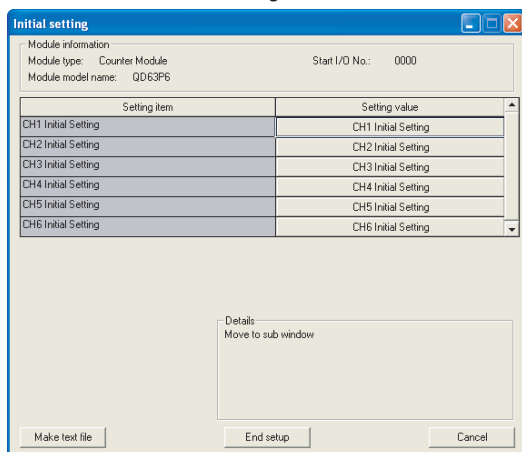 Initial setting
Module information
Module type: Counter Module Start I/O No.: 0000
Module model name: QD63P6
Setting item Setting value
CH1 Initial Setting CH1 Initial Setting
CH2 Initial Setting CH2 Initial Setting
CH3 Initial Setting CH3 Initial Setting
CH4 Initial Setting CH4 Initial Setting
CH5 Initial Setting CH5 Initial Setting
CH6 Initial Setting CH6 Initial Setting
Details
Move to sub window
Make text file End setup Cancel